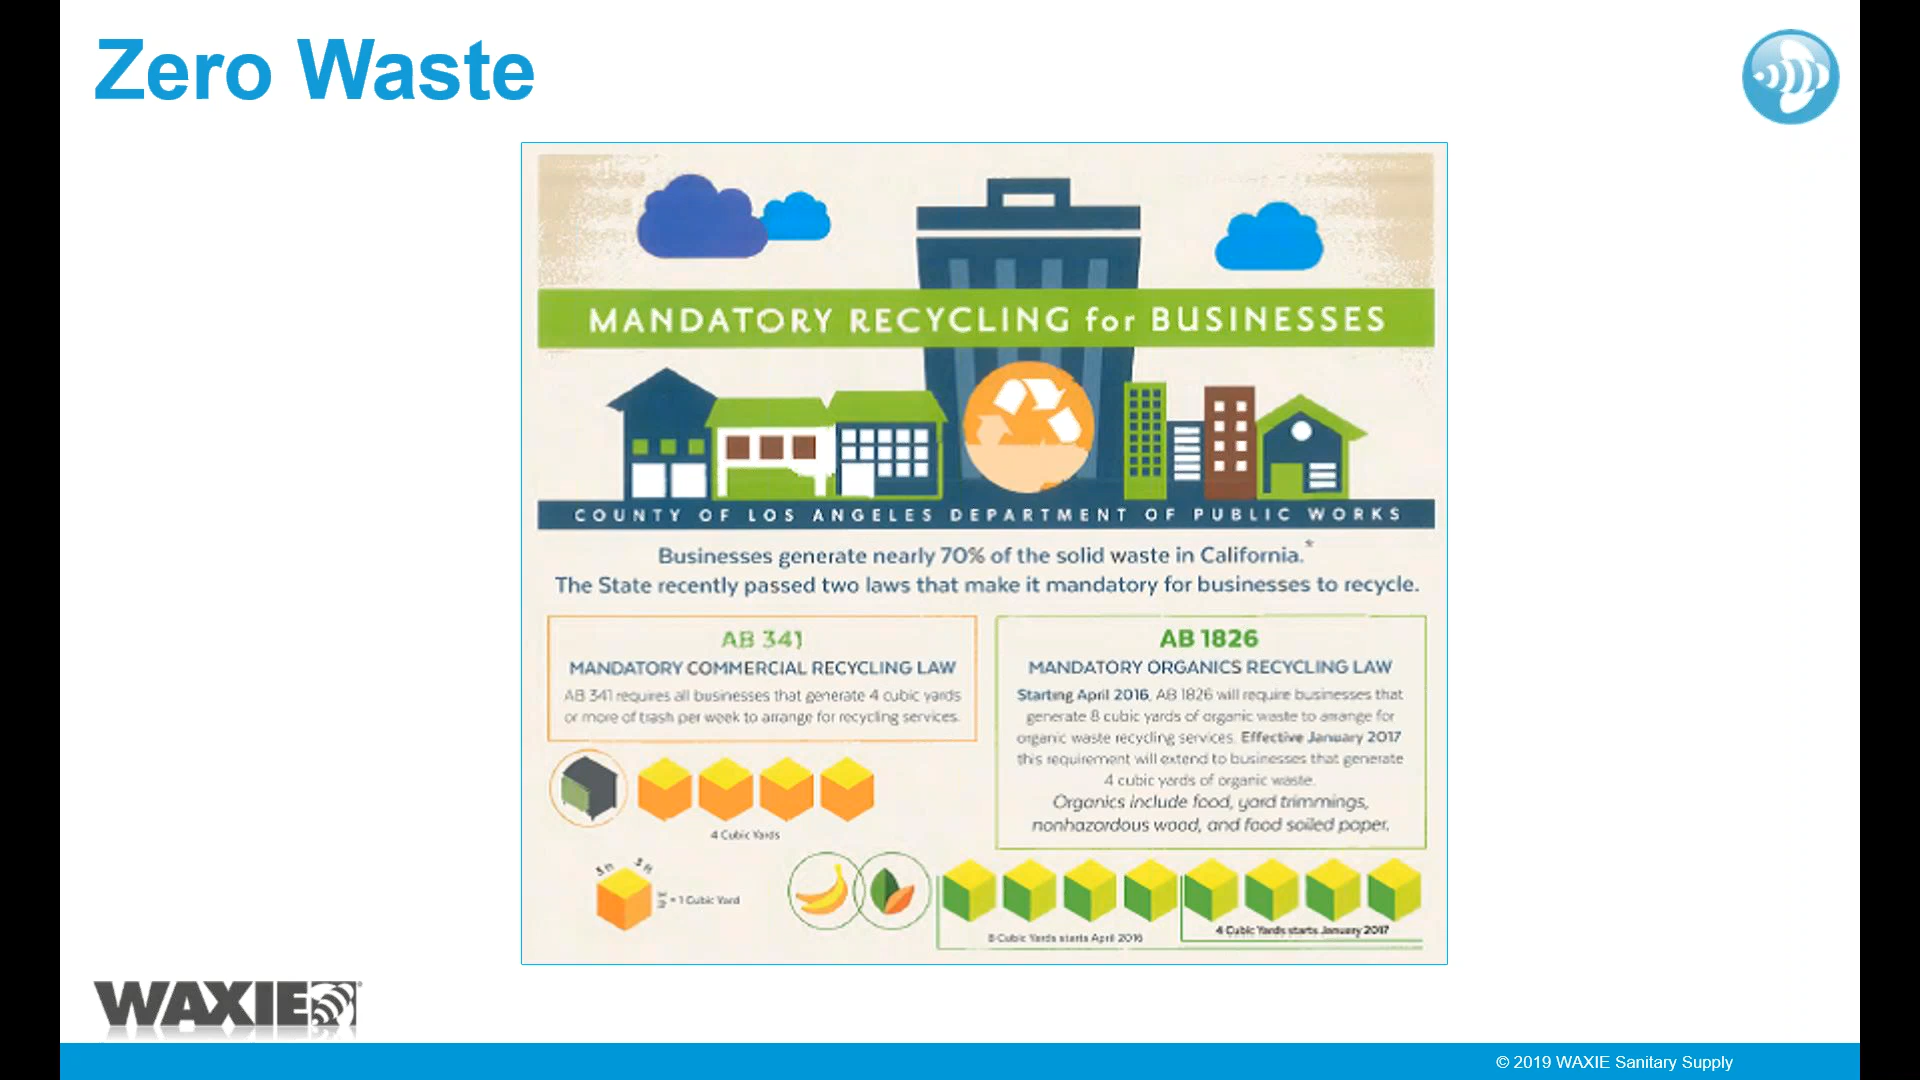 Zero Waste
MANDATORY RECYCLING for BUSINESSES
COUNTY OF LOS ANGELES DEPARTMENT OF PUBLIC WORKS
Businesses generate nearly 70% of the solid waste in California.*
The State recently passed two laws that make it mandatory for businesses to recycle.
AB 341
MANDATORY COMMERCIAL RECYCLING LAW
AB 341 requires all businesses that generate 4 cubic yards
or more of trash per week to arrange for recycling services.
4 Cubic Yards
3 ft 3 ft
3 ft = 1 Cubic Yard
AB 1826
MANDATORY ORGANICS RECYCLING LAW
Starting April 2016, AB 1826 will require businesses that
generate 8 cubic yards of organic waste to arrange for
organic waste recycling services. Effective January 2017
this requirement will extend to businesses that generate
4 cubic yards of organic waste.
Organics include food, yard trimmings,
nonhazardous wood, and food soiled paper.
8 Cubic Yards starts April 2016
4 Cubic Yards starts January 2017
WAXIE
© 2019 WAXIE Sanitary Supply